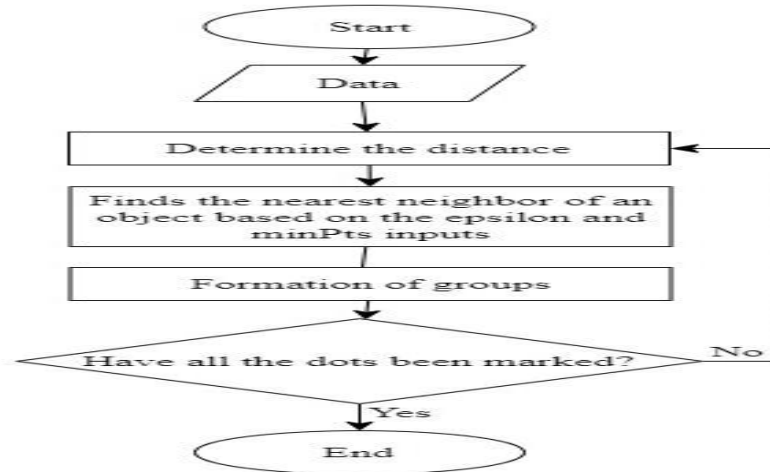 Start
Data
Determine the distance
Finds the nearest neighbor of an
object based on the epsilon and
minPts inputs
Formation of groups
Have all the dots been marked?
No
Yes
End